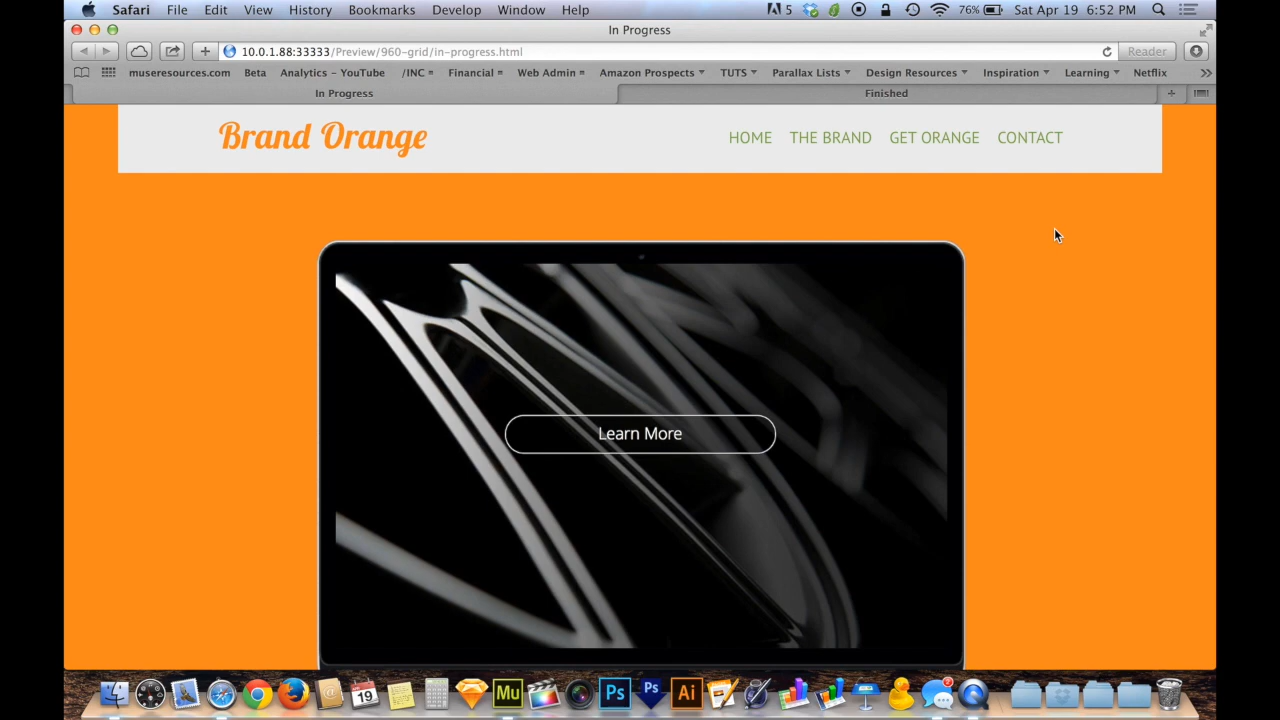 Safari File Edit View History Bookmarks Develop Window Help 5 76% Sat Apr 19 6:52 PM
In Progress
10.0.1.88:33333/Preview/960-grid/in-progress.html Reader
museresources.com Beta Analytics - YouTube /INC Financial Web Admin Amazon Prospects TUTS Parallax Lists Design Resources Inspiration Learning Netflix
In Progress Finished
Brand Orange HOME THE BRAND GET ORANGE CONTACT
Learn More
19 Mu Ps Ps Ai